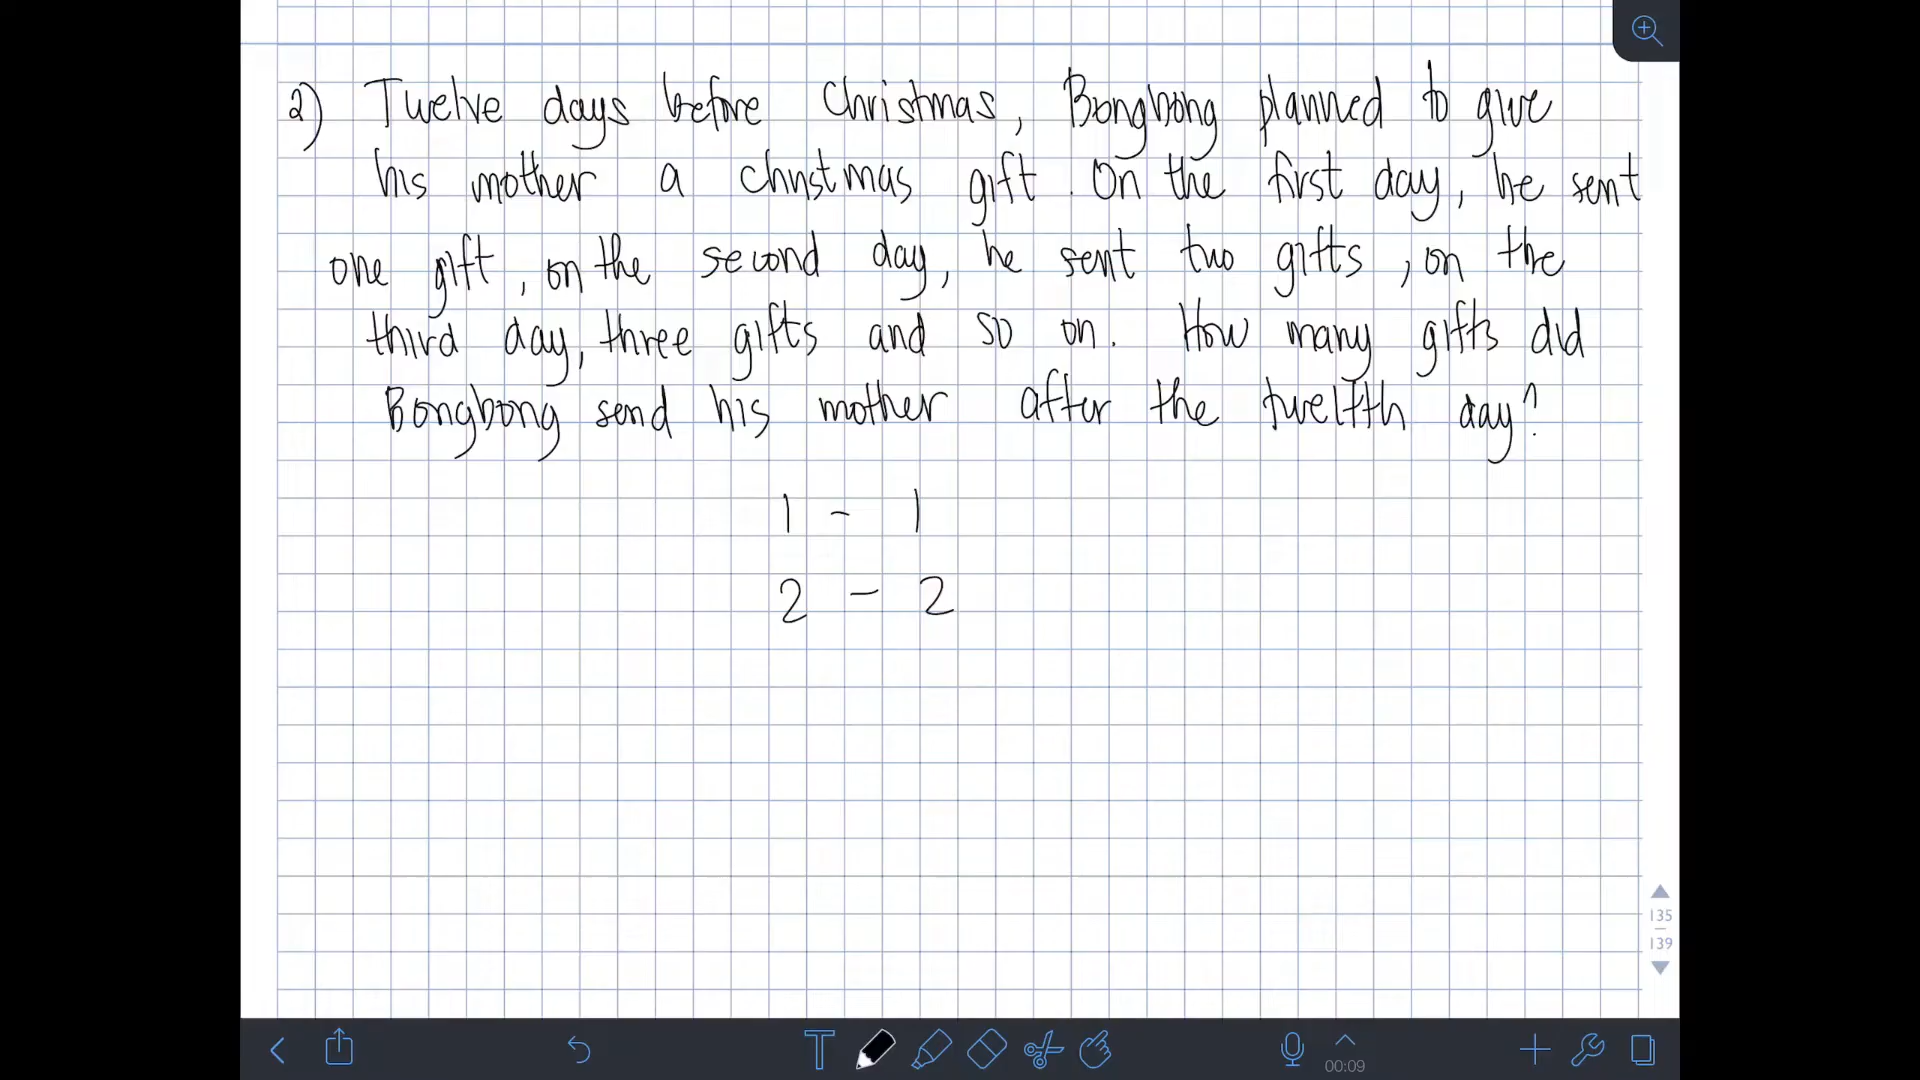 2) Twelve days before Christmas, Bongbong planned to give
his mother a christmas gift. On the first day, he sent
one gift, on the second day, he sent two gifts, on the
third day, three gifts and so on. How many gifts did
Bongbong send his mother after the twelfth day?
1 - 1
2 - 2
135
139
T
00:09